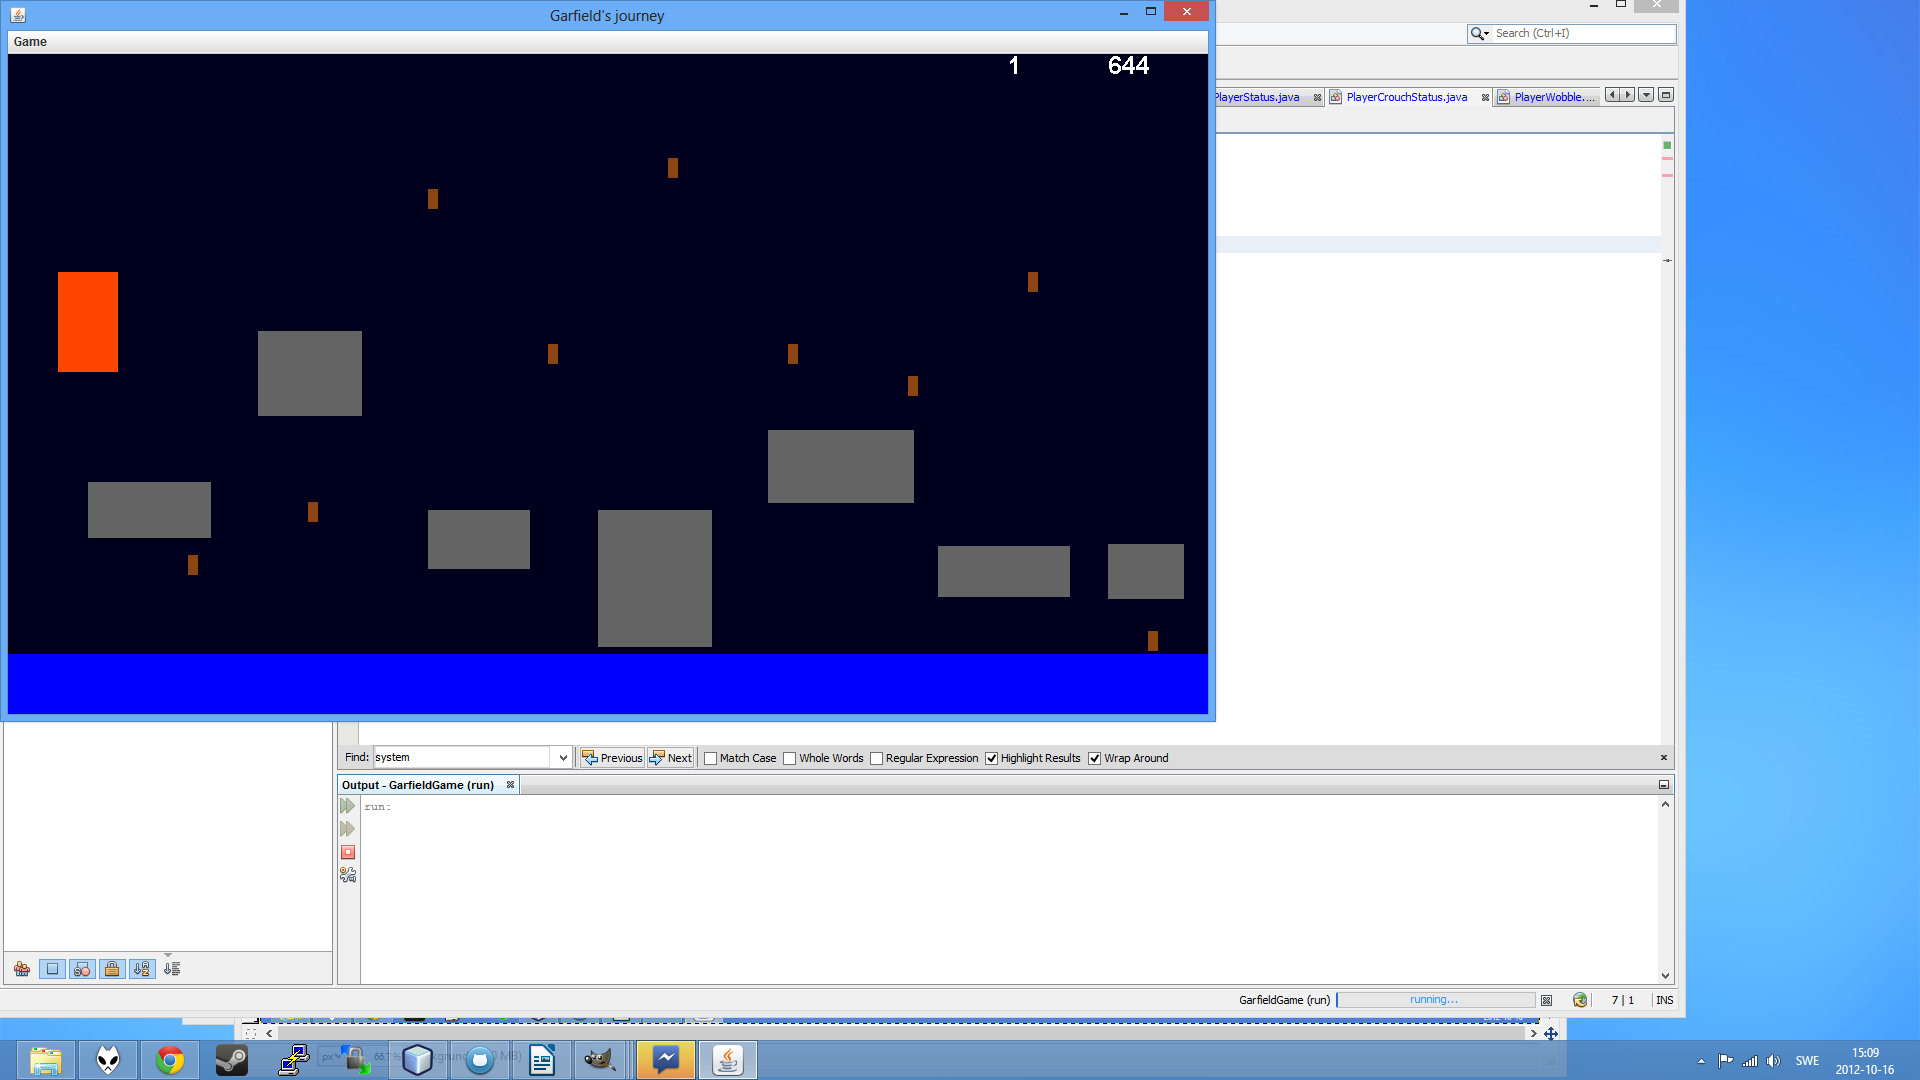 Garfield's journey
Game
1 644
Search (Ctrl+I)
PlayerStatus.java
PlayerCrouchStatus.java
PlayerWobble....
Find: system
Previous
Next
Match Case
Whole Words
Regular Expression
Highlight Results
Wrap Around
Output - GarfieldGame (run)
run:
GarfieldGame (run)
running...
7 | 1
INS
px
SWE
15:09
2012-10-16